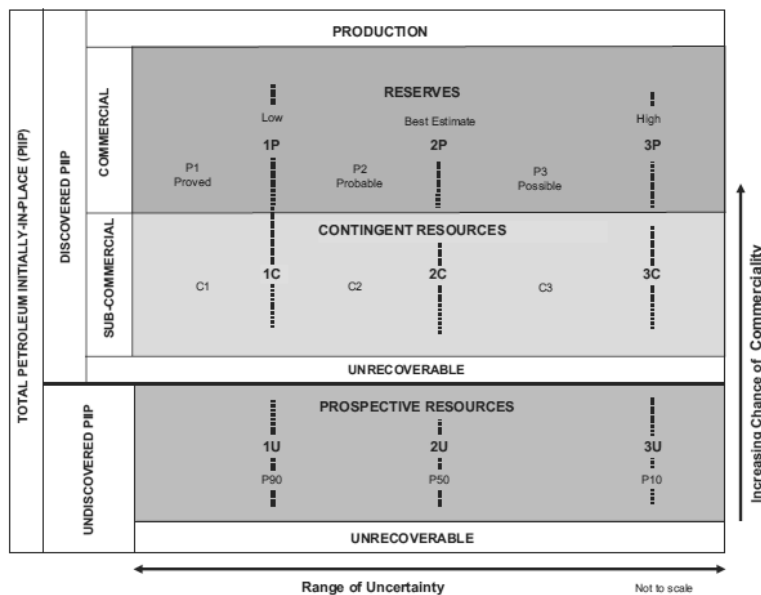 TOTAL PETROLEUM INITIALLY-IN-PLACE (PIIP)
DISCOVERED PIIP
PRODUCTION
COMMERCIAL
RESERVES
Low
Best Estimate
High
1P
2P
3P
P1
Proved
P2
Probable
P3
Possible
SUB-COMMERCIAL
CONTINGENT RESOURCES
1C
2C
3C
C1
C2
C3
UNRECOVERABLE
UNDISCOVERED PIIP
PROSPECTIVE RESOURCES
1U
2U
3U
P90
P50
P10
UNRECOVERABLE
Increasing Chance of Commerciality
Range of Uncertainty
Not to scale